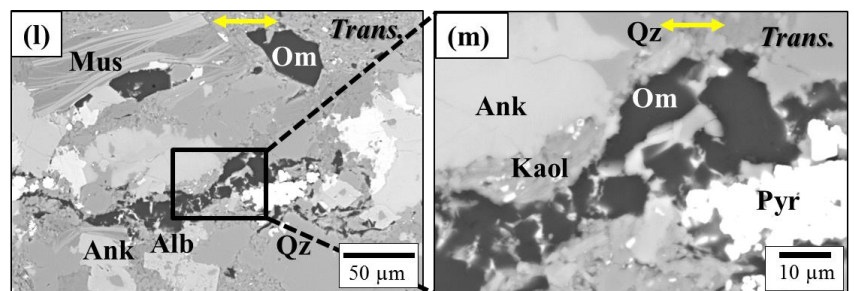 (l)
Mus
Om
Trans.
Ank
Alb
Qz
50 µm
(m)
Qz
Trans.
Om
Ank
Kaol
Pyr
10 µm